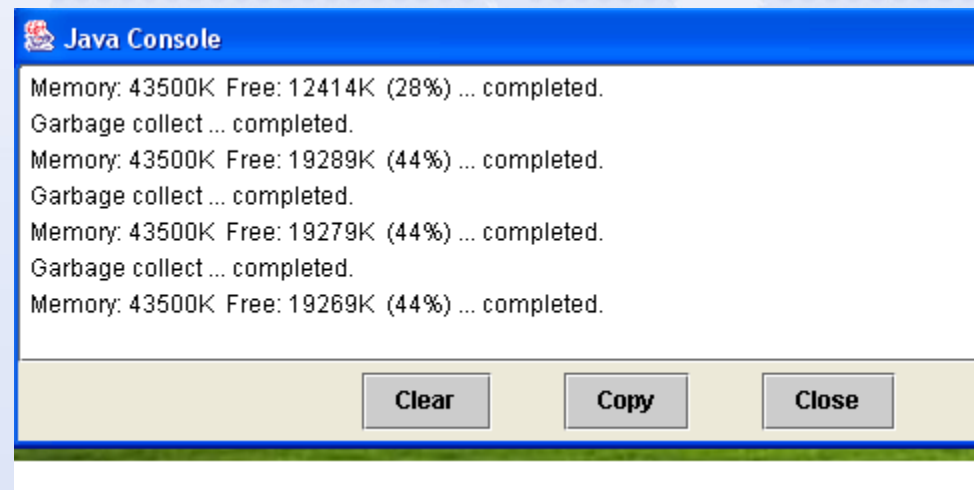 Java Console
Memory: 43500K Free: 12414K (28%) ... completed.
Garbage collect ... completed.
Memory: 43500K Free: 19289K (44%) ... completed.
Garbage collect ... completed.
Memory: 43500K Free: 19279K (44%) ... completed.
Garbage collect ... completed.
Memory: 43500K Free: 19269K (44%) ... completed.
Clear Copy Close